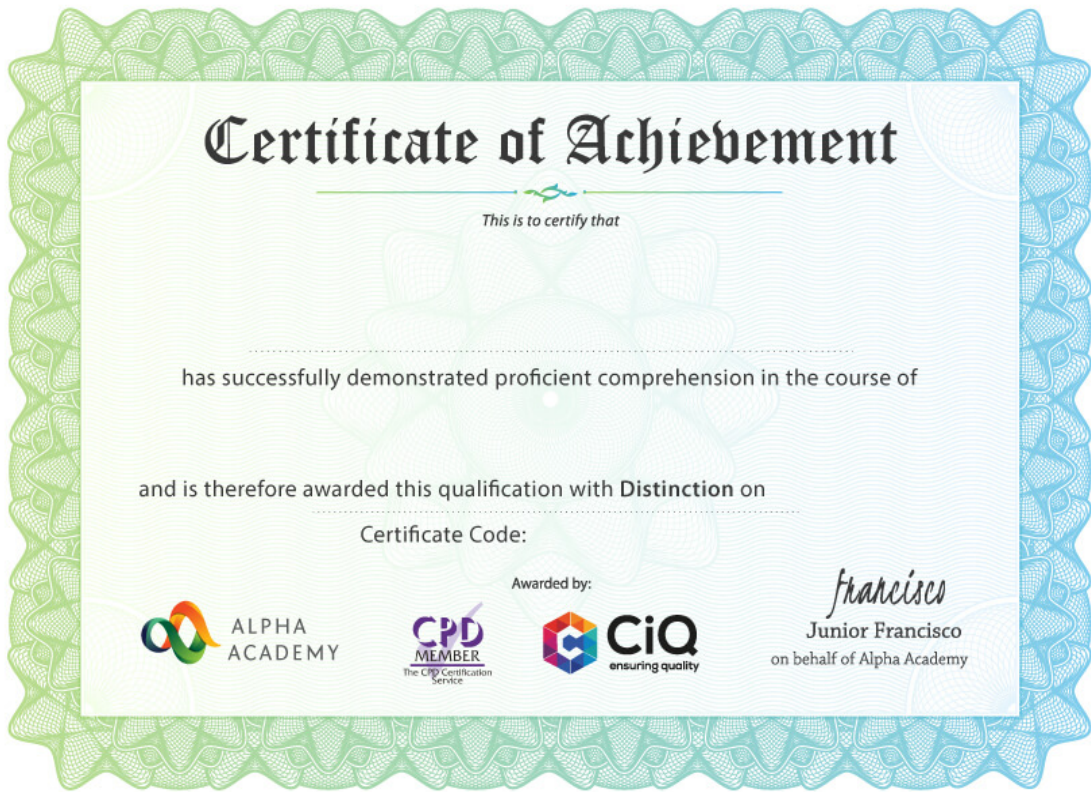 Certificate of Achievement
This is to certify that
has successfully demonstrated proficient comprehension in the course of
and is therefore awarded this qualification with Distinction on
Certificate Code:
Awarded by:
ALPHA
ACADEMY
CPD
MEMBER
The CPD Certification
Service
CiQ
ensuring quality
francisco
Junior Francisco
on behalf of Alpha Academy